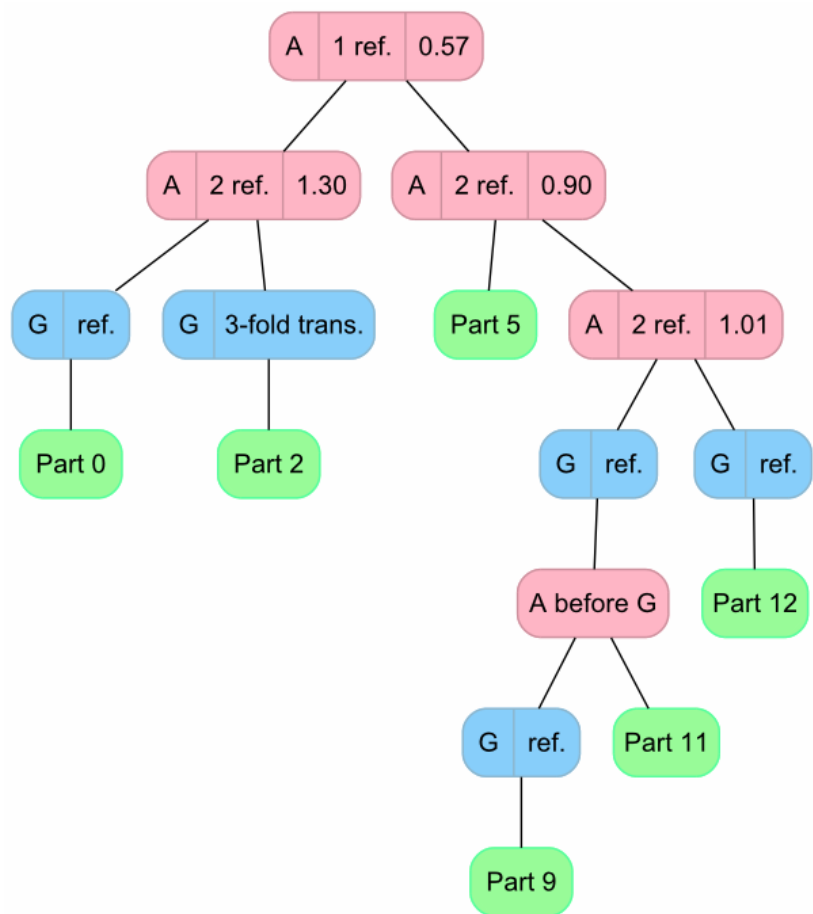 A 1 ref. 0.57
A 2 ref. 1.30 A 2 ref. 0.90
G ref. G 3-fold trans. Part 5 A 2 ref. 1.01
Part 0 Part 2 G ref. G ref.
A before G Part 12
G ref. Part 11
Part 9